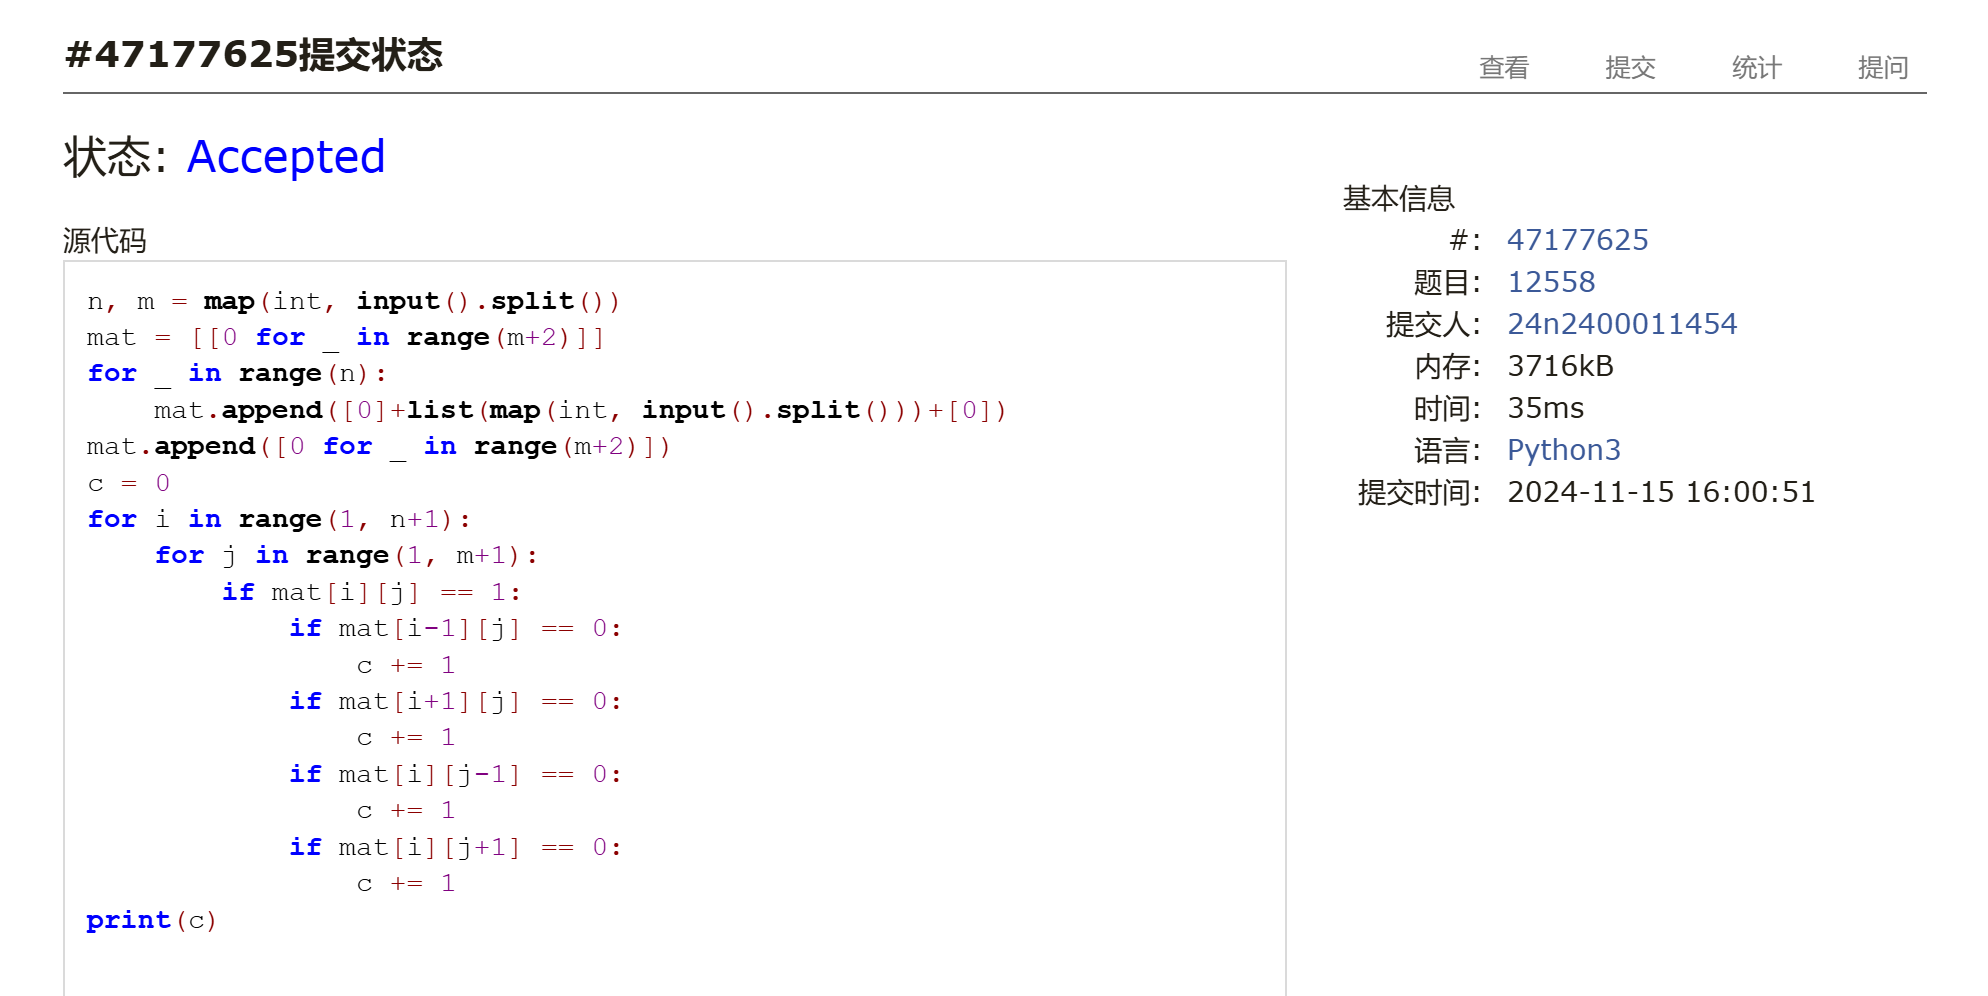 #47177625提交状态
查看 提交 统计 提问
状态: Accepted
源代码
n, m = map(int, input().split())
mat = [[0 for _ in range(m+2)]]
for _ in range(n):
    mat.append([0]+list(map(int, input().split()))+[0])
mat.append([0 for _ in range(m+2)])
c = 0
for i in range(1, n+1):
    for j in range(1, m+1):
        if mat[i][j] == 1:
            if mat[i-1][j] == 0:
                c += 1
            if mat[i+1][j] == 0:
                c += 1
            if mat[i][j-1] == 0:
                c += 1
            if mat[i][j+1] == 0:
                c += 1
print(c)
基本信息
#: 47177625
题目: 12558
提交人: 24n2400011454
内存: 3716kB
时间: 35ms
语言: Python3
提交时间: 2024-11-15 16:00:51